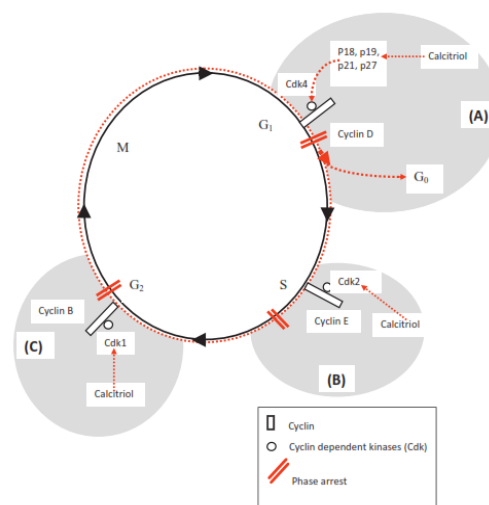 P18, p19,
p21, p27
Calcitriol
Cdk4
(A)
G1
Cyclin D
M
G0
G2
S
Cdk2
Cyclin B
Cyclin E
Calcitriol
(C)
Cdk1
(B)
Calcitriol
Cyclin
Cyclin dependent kinases (Cdk)
Phase arrest